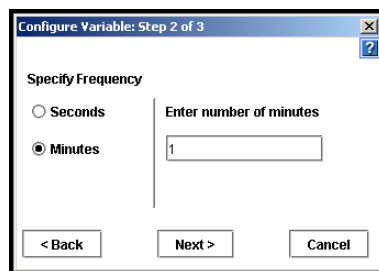 Configure Variable: Step 2 of 3
?
Specify Frequency
Seconds
Enter number of minutes
Minutes
1
< Back
Next >
Cancel